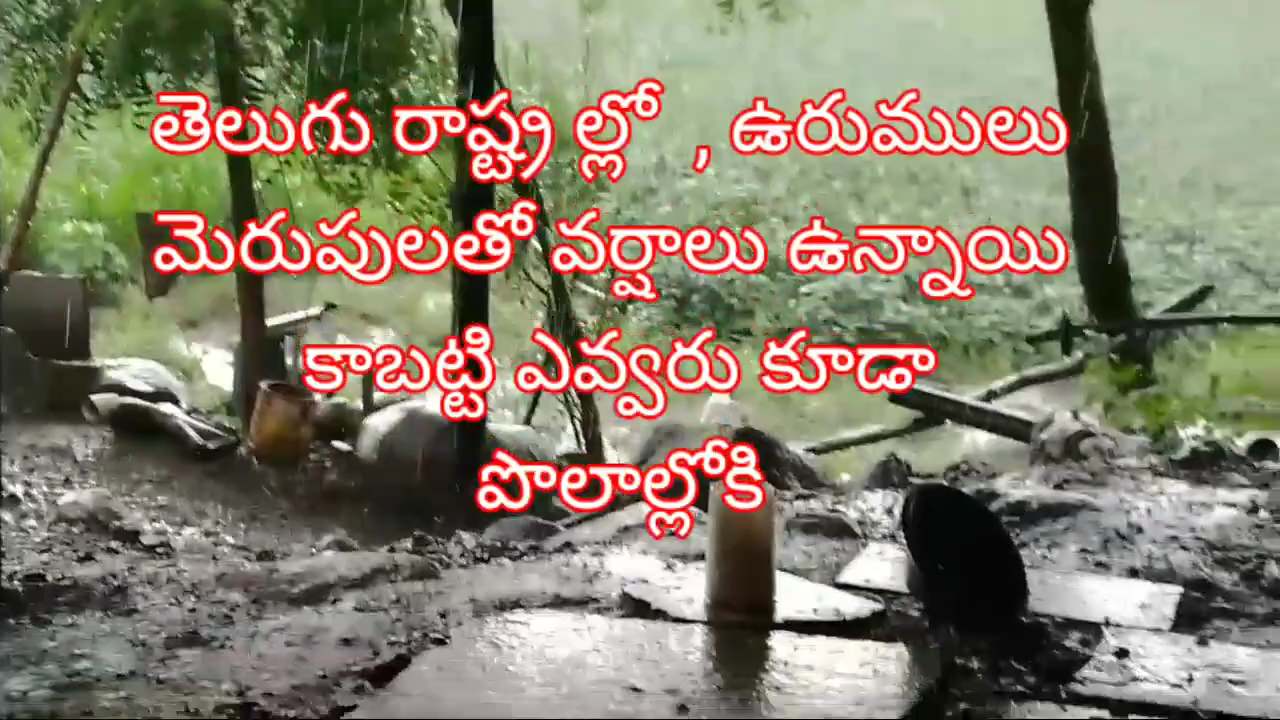 తెలుగు రాష్ట్ర ల్లో , ఉరుములు
మెరుపులతో వర్షాలు ఉన్నాయి
కాబట్టి ఎవ్వరు కూడా
పొలాల్లోకి